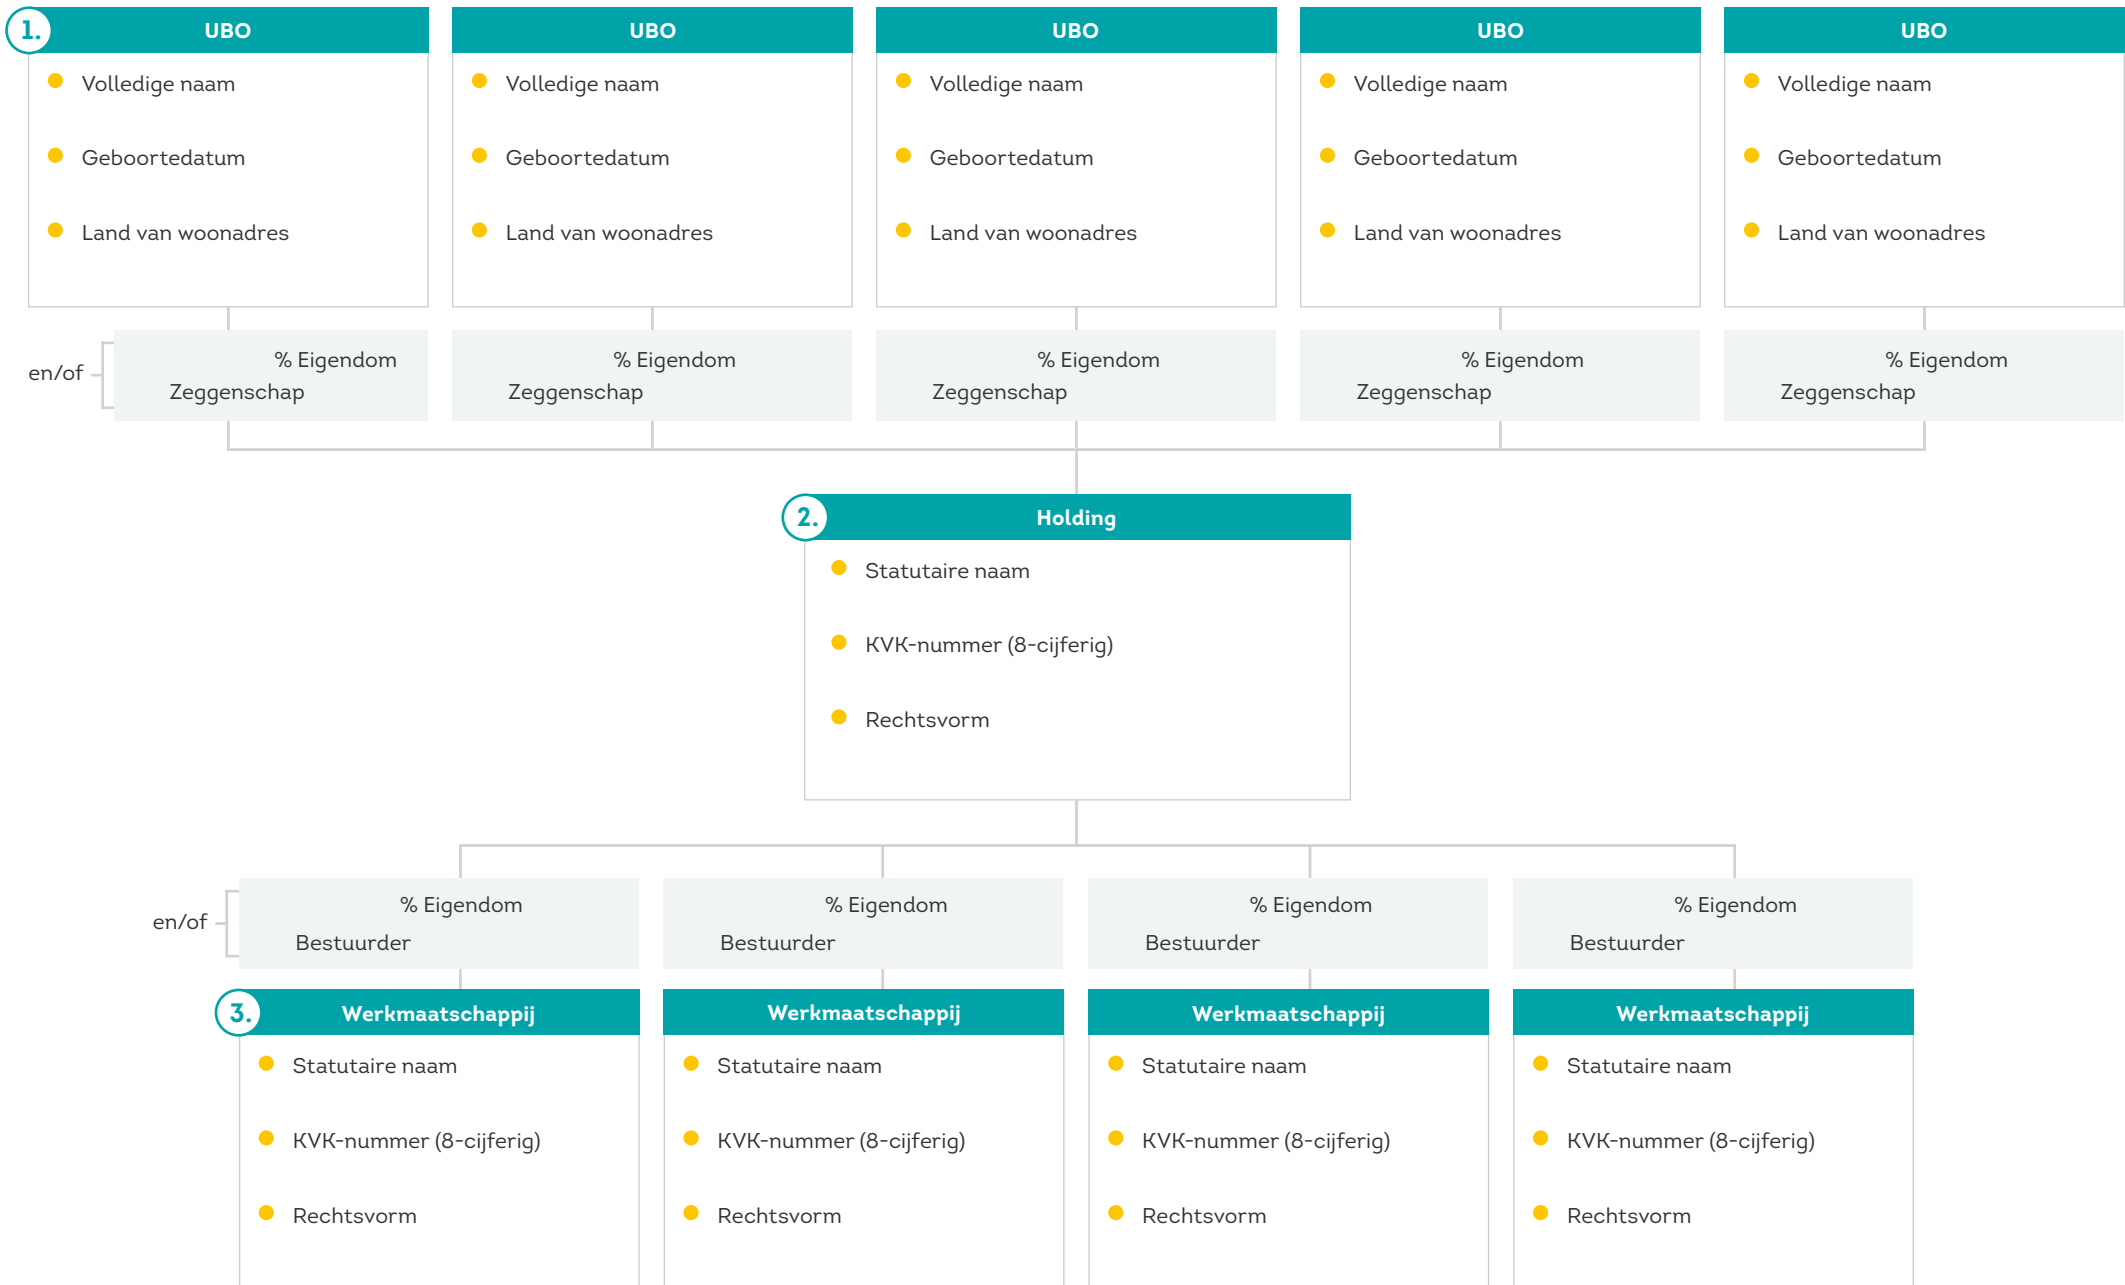 1.
UBO
Volledige naam
Geboortedatum
Land van woonadres
UBO
Volledige naam
Geboortedatum
Land van woonadres
UBO
Volledige naam
Geboortedatum
Land van woonadres
UBO
Volledige naam
Geboortedatum
Land van woonadres
UBO
Volledige naam
Geboortedatum
Land van woonadres
en/of
% Eigendom
Zeggenschap
% Eigendom
Zeggenschap
% Eigendom
Zeggenschap
% Eigendom
Zeggenschap
% Eigendom
Zeggenschap
2.
Holding
Statutaire naam
KVK-nummer (8-cijferig)
Rechtsvorm
en/of
% Eigendom
Bestuurder
% Eigendom
Bestuurder
% Eigendom
Bestuurder
% Eigendom
Bestuurder
3.
Werkmaatschappij
Statutaire naam
KVK-nummer (8-cijferig)
Rechtsvorm
Werkmaatschappij
Statutaire naam
KVK-nummer (8-cijferig)
Rechtsvorm
Werkmaatschappij
Statutaire naam
KVK-nummer (8-cijferig)
Rechtsvorm
Werkmaatschappij
Statutaire naam
KVK-nummer (8-cijferig)
Rechtsvorm